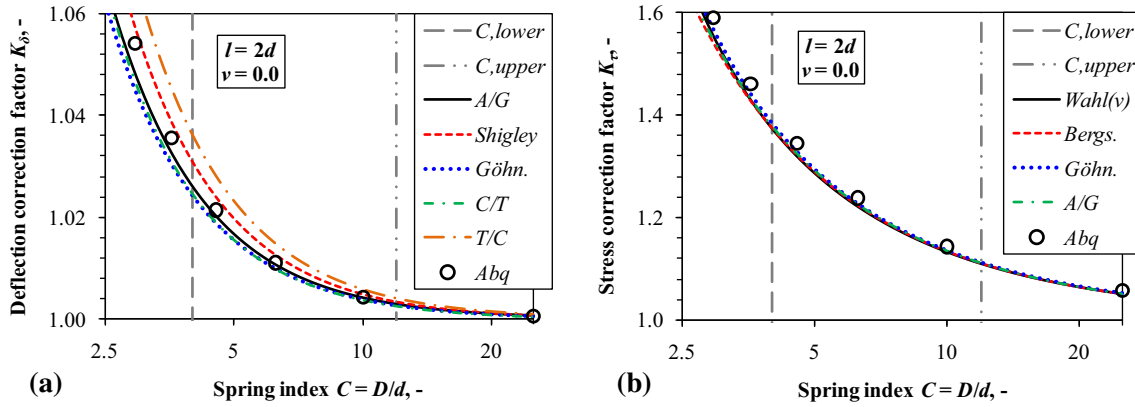 Deflection correction factor Kδ, -
1.06
1.04
1.02
1.00
2.5
5
10
20
l = 2d
v = 0.0
C,lower
C,upper
A/G
Shigley
Göhn.
C/T
T/C
Abq
(a)
Spring index C = D/d, -
Stress correction factor Kτ, -
1.6
1.4
1.2
1.0
2.5
5
10
20
l = 2d
v = 0.0
C,lower
C,upper
Wahl(v)
Bergs.
Göhn.
A/G
Abq
(b)
Spring index C = D/d, -